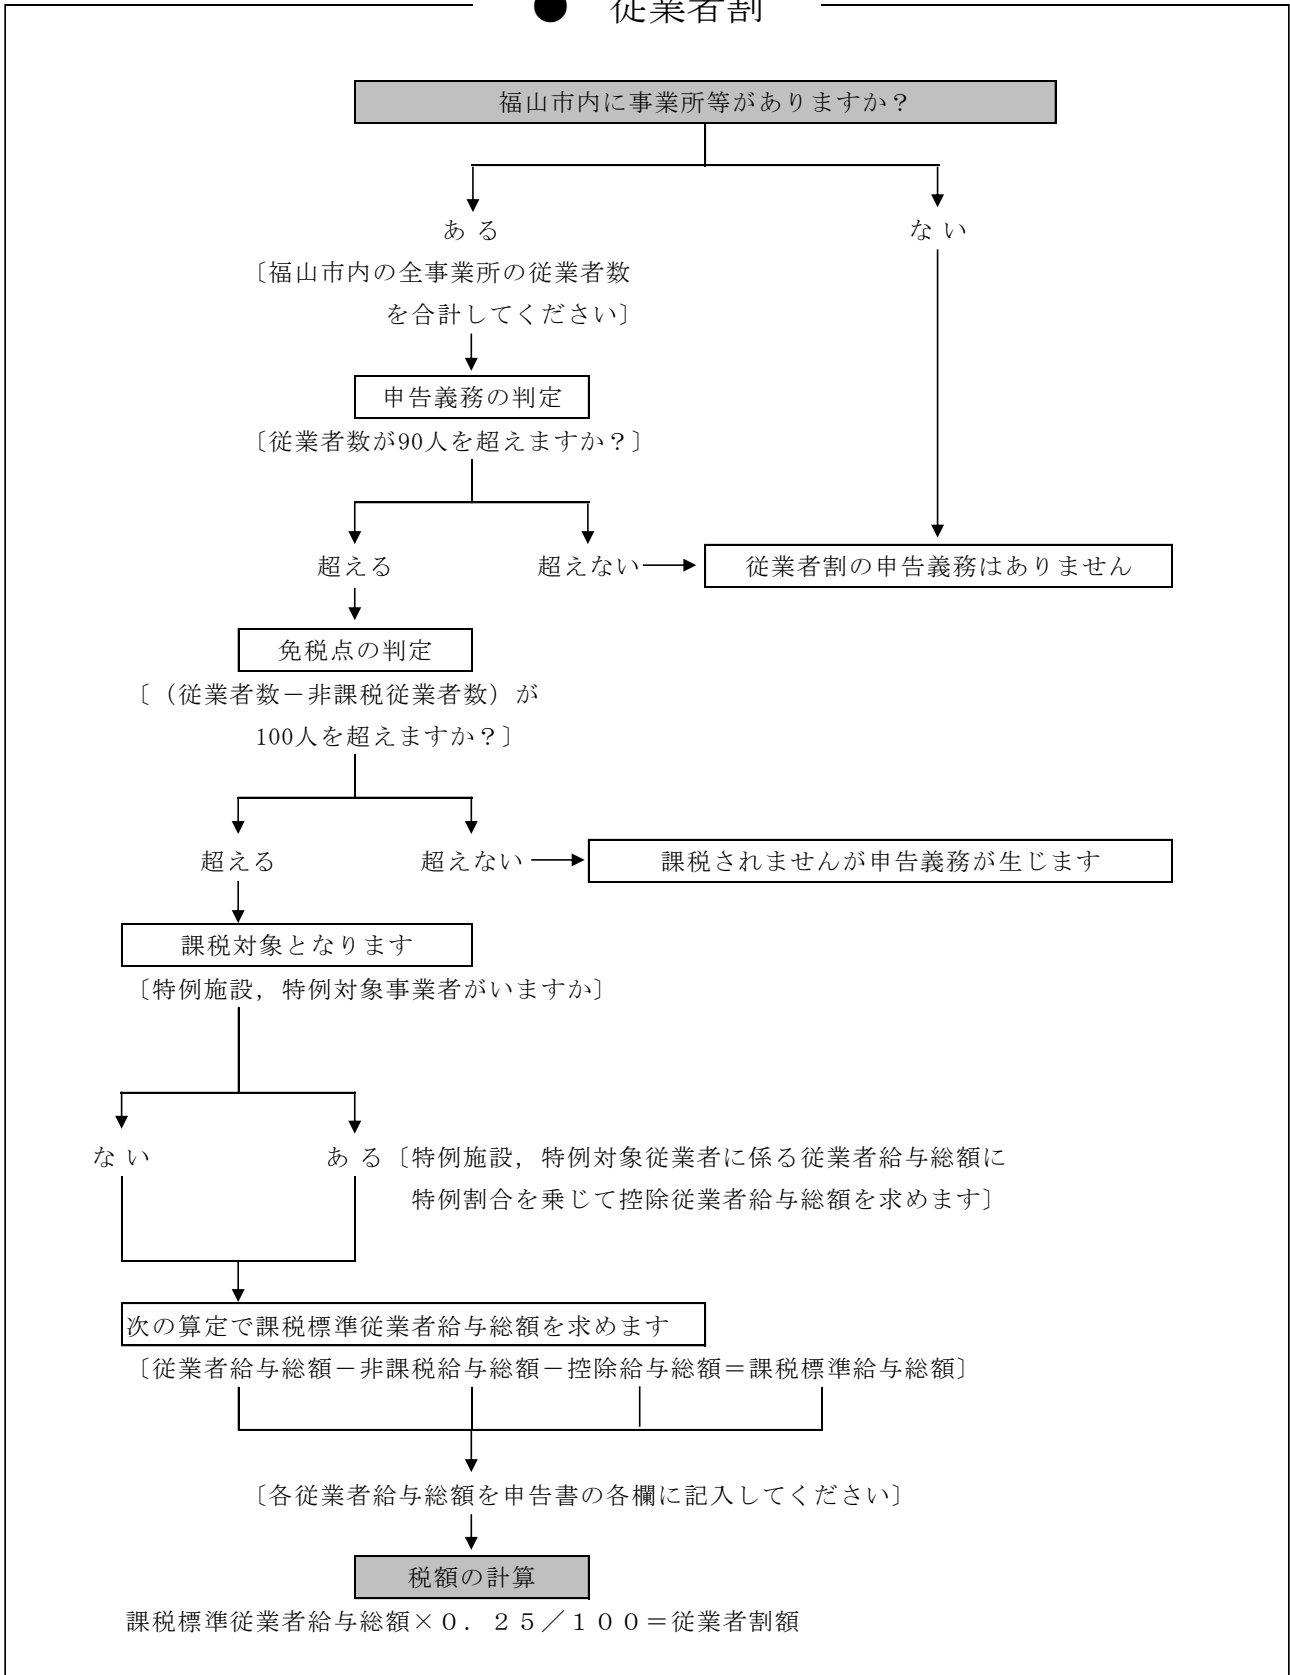 ● 従業者割
福山市内に事業所等がありますか？
ある
ない
〔福山市内の全事業所の従業者数
を合計してください〕
申告義務の判定
〔従業者数が90人を超えますか？〕
超える
超えない
従業者割の申告義務はありません
免税点の判定
〔（従業者数－非課税従業者数）が
100人を超えますか？〕
超える
超えない
課税されませんが申告義務が生じます
課税対象となります
〔特例施設，特例対象事業者がいますか〕
ない
ある〔特例施設，特例対象従業者に係る従業者給与総額に
特例割合を乗じて控除従業者給与総額を求めます〕
次の算定で課税標準従業者給与総額を求めます
〔従業者給与総額－非課税給与総額－控除給与総額＝課税標準給与総額〕
〔各従業者給与総額を申告書の各欄に記入してください〕
税額の計算
課税標準従業者給与総額×０．２５／１００＝従業者割額